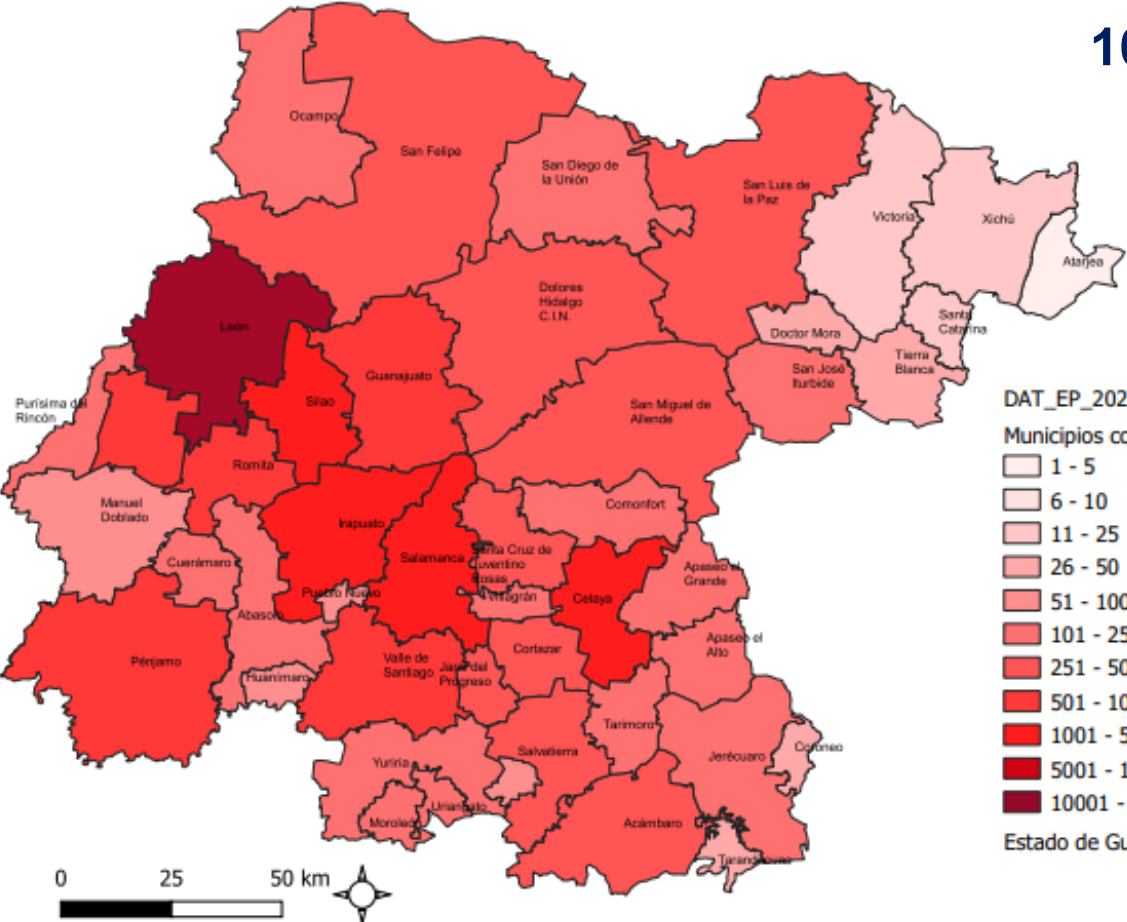 10
Ocampo
San Felipe
San Diego de
la Unión
San Luis de
la Paz
Victoria
Xichú
Atarjea
León
Dolores
Hidalgo
C.I.N.
Doctor Mora
Santa
Catarina
Tierra
Blanca
San José
Iturbide
Guanajuato
Silao
San Miguel de
Allende
Purísima del
Rincón
Romita
Manuel
Doblado
Irapuato
Salamanca
Comonfort
Santa Cruz de
Juventino
Rosas
Cuerámaro
Pueblo Nuevo
Villagrán
Celaya
Apaseo el
Grande
Abasolo
Pénjamo
Valle de
Santiago
Jaral del
Progreso
Cortazar
Apaseo el
Alto
Huanímaro
Tarimoro
Yuriria
Salvatierra
Jerécuaro
Coroneo
Uriangato
Moroleón
Acámbaro
Tarandacuao
DAT_EP_202
Municipios co
1 - 5
6 - 10
11 - 25
26 - 50
51 - 100
101 - 25
251 - 50
501 - 10
1001 - 5
5001 - 1
10001 -
Estado de Gu
0 25 50 km